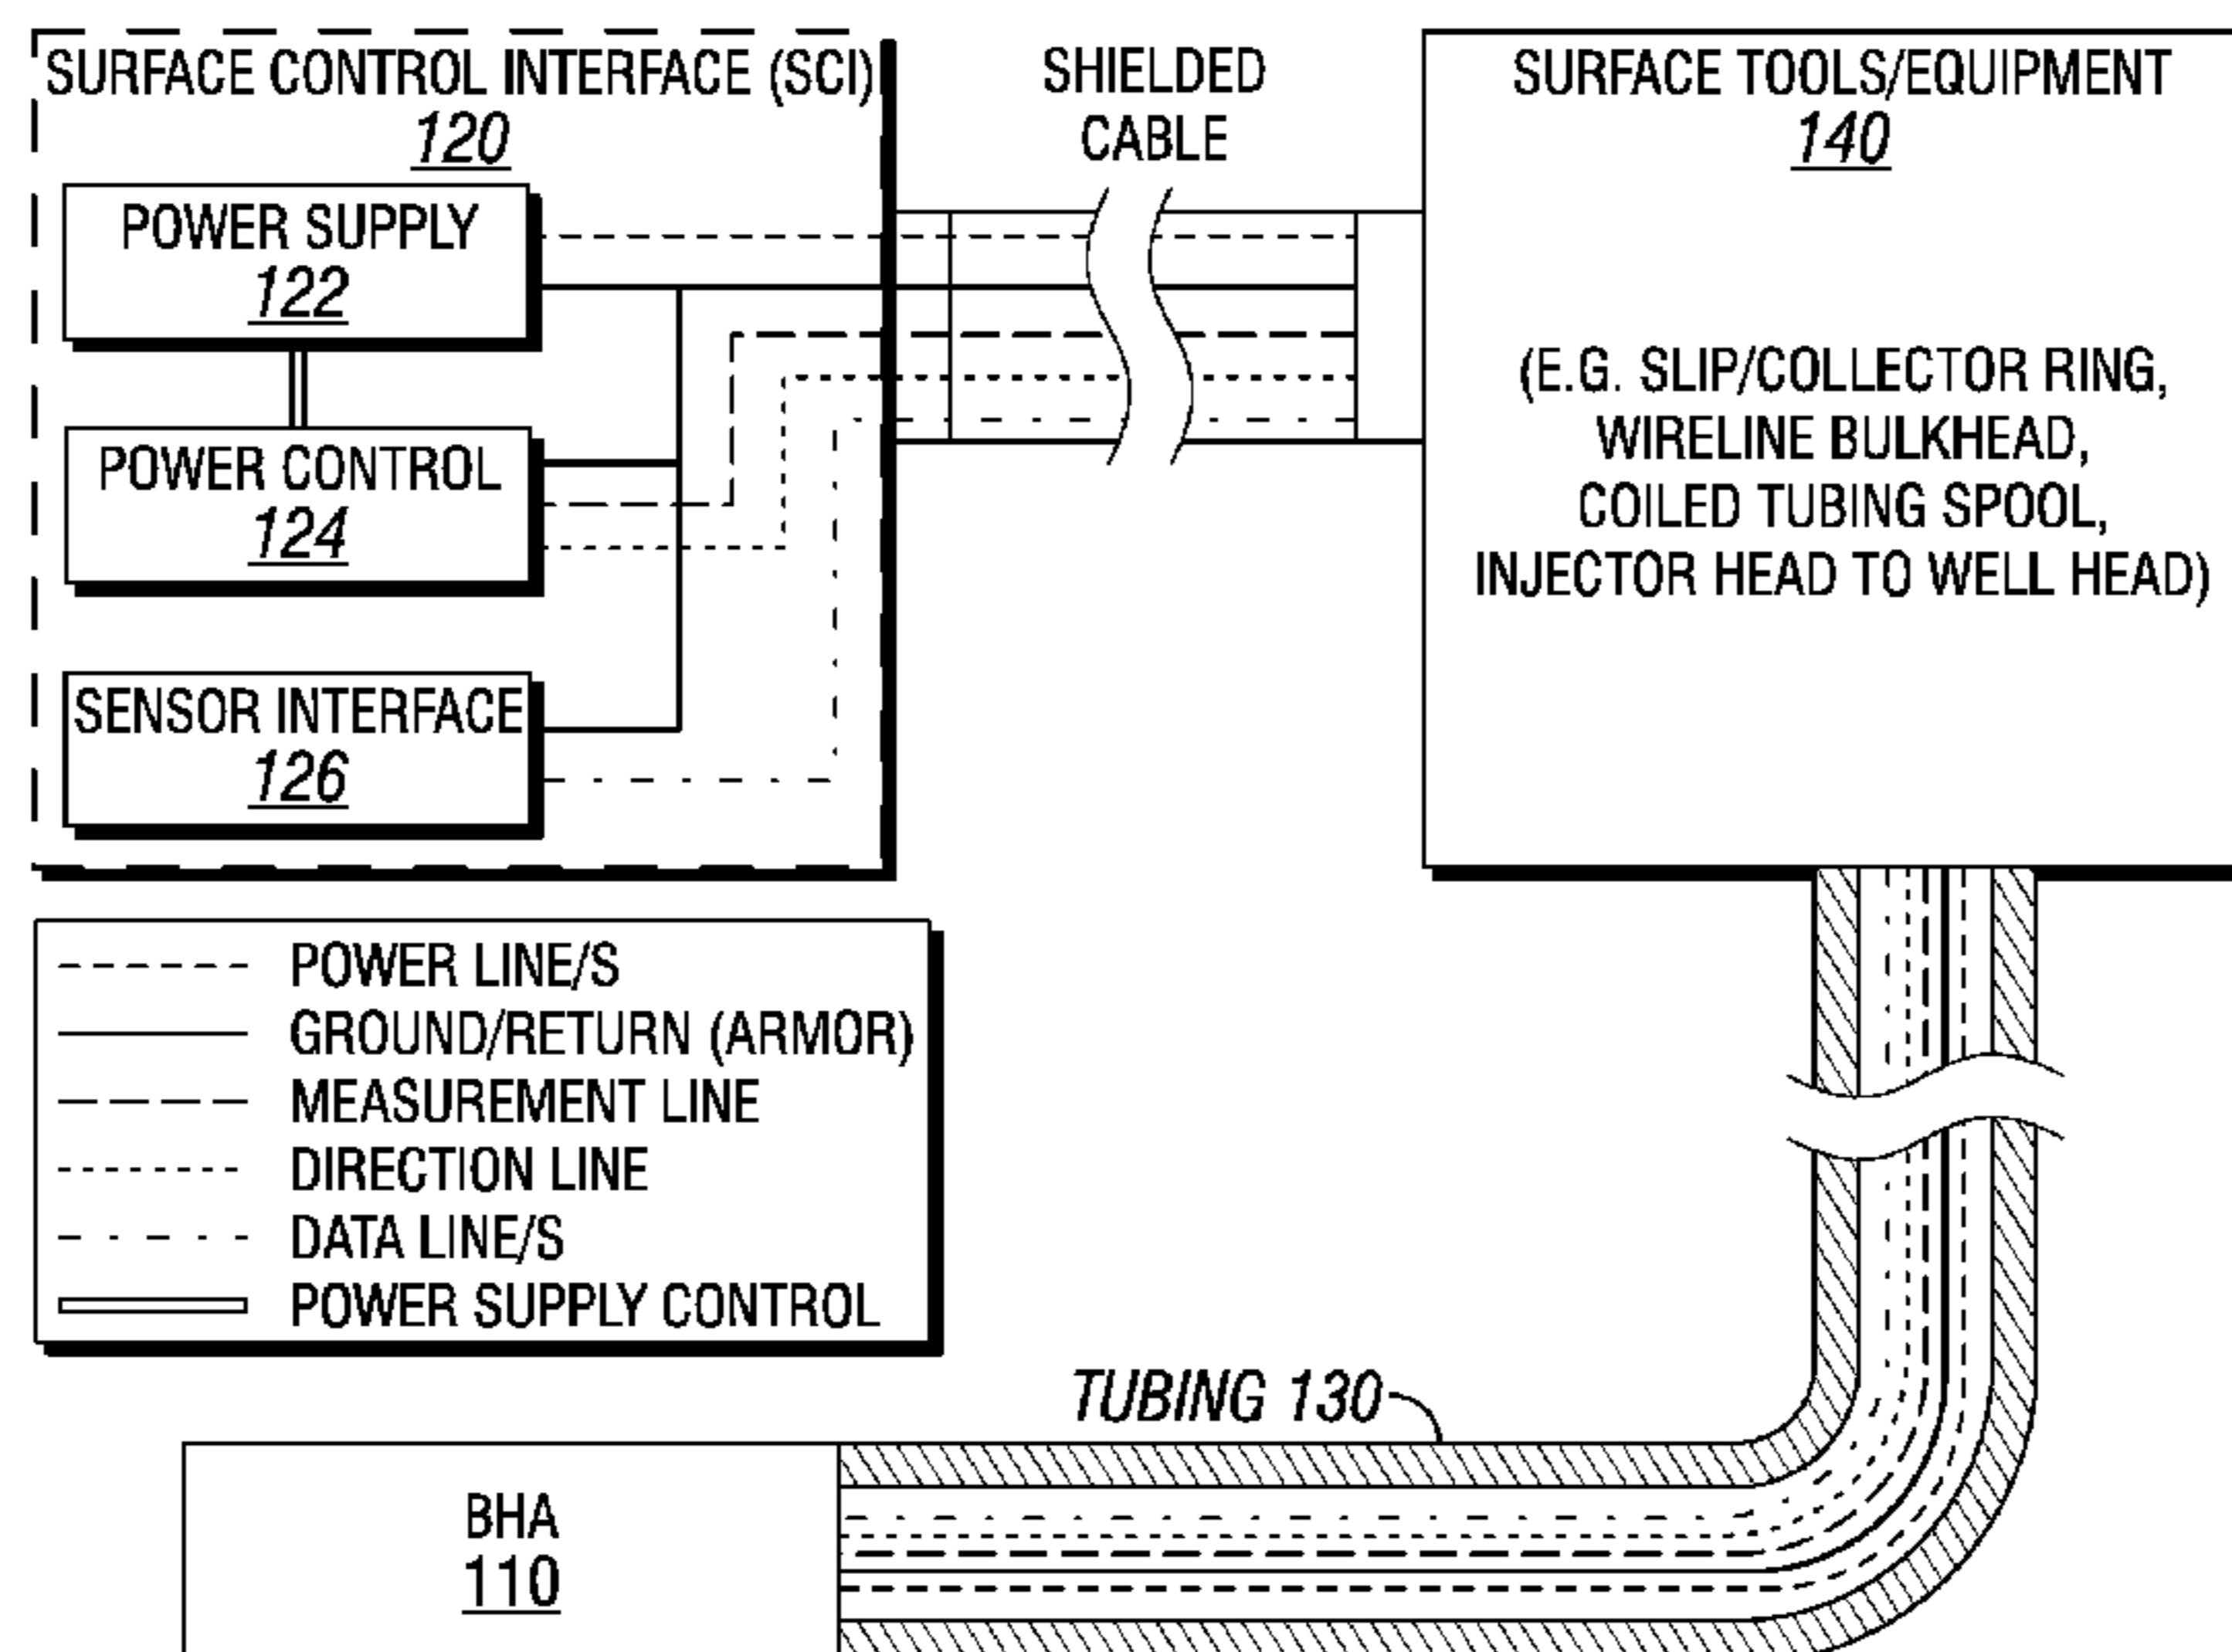 SURFACE CONTROL INTERFACE (SCI)
120
POWER SUPPLY
122
POWER CONTROL
124
SENSOR INTERFACE
126
SHIELDED
CABLE
SURFACE TOOLS/EQUIPMENT
140
(E.G. SLIP/COLLECTOR RING,
WIRELINE BULKHEAD,
COILED TUBING SPOOL,
INJECTOR HEAD TO WELL HEAD)
POWER LINE/S
GROUND/RETURN (ARMOR)
MEASUREMENT LINE
DIRECTION LINE
DATA LINE/S
POWER SUPPLY CONTROL
TUBING 130
BHA
110